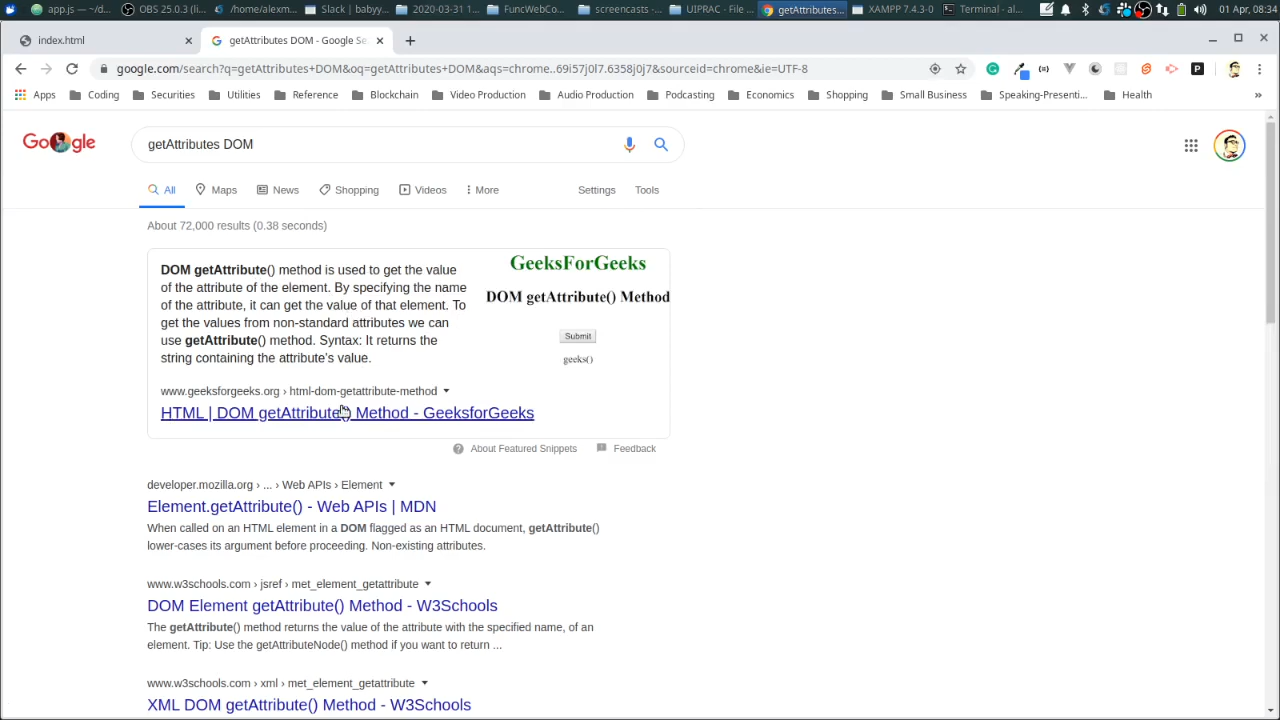 app.js — ~/d...
OBS 25.0.3 (li...
/home/alexm...
Slack | babyy...
2020-03-31 1...
FuncWebCo...
screencasts -...
UIPRAC - File ...
getAttributes...
XAMPP 7.4.3-0
Terminal - al...
01 Apr, 08:34
index.html
getAttributes DOM - Google Se
google.com/search?q=getAttributes+DOM&oq=getAttributes+DOM&aqs=chrome..69i57j0l7.6358j0j7&sourceid=chrome&ie=UTF-8
Apps
Coding
Securities
Utilities
Reference
Blockchain
Video Production
Audio Production
Podcasting
Economics
Shopping
Small Business
Speaking-Presenti...
Health
»
Google
getAttributes DOM
All
Maps
News
Shopping
Videos
More
Settings
Tools
About 72,000 results (0.38 seconds)
DOM getAttribute() method is used to get the value
of the attribute of the element. By specifying the name
of the attribute, it can get the value of that element. To
get the values from non-standard attributes we can
use getAttribute() method. Syntax: It returns the
string containing the attribute's value.
GeeksForGeeks
DOM getAttribute() Method
Submit
geeks()
www.geeksforgeeks.org › html-dom-getattribute-method
HTML | DOM getAttribute() Method - GeeksforGeeks
About Featured Snippets
Feedback
developer.mozilla.org › ... › Web APIs › Element
Element.getAttribute() - Web APIs | MDN
When called on an HTML element in a DOM flagged as an HTML document, getAttribute()
lower-cases its argument before proceeding. Non-existing attributes.
www.w3schools.com › jsref › met_element_getattribute
DOM Element getAttribute() Method - W3Schools
The getAttribute() method returns the value of the attribute with the specified name, of an
element. Tip: Use the getAttributeNode() method if you want to return ...
www.w3schools.com › xml › met_element_getattribute
XML DOM getAttribute() Method - W3Schools